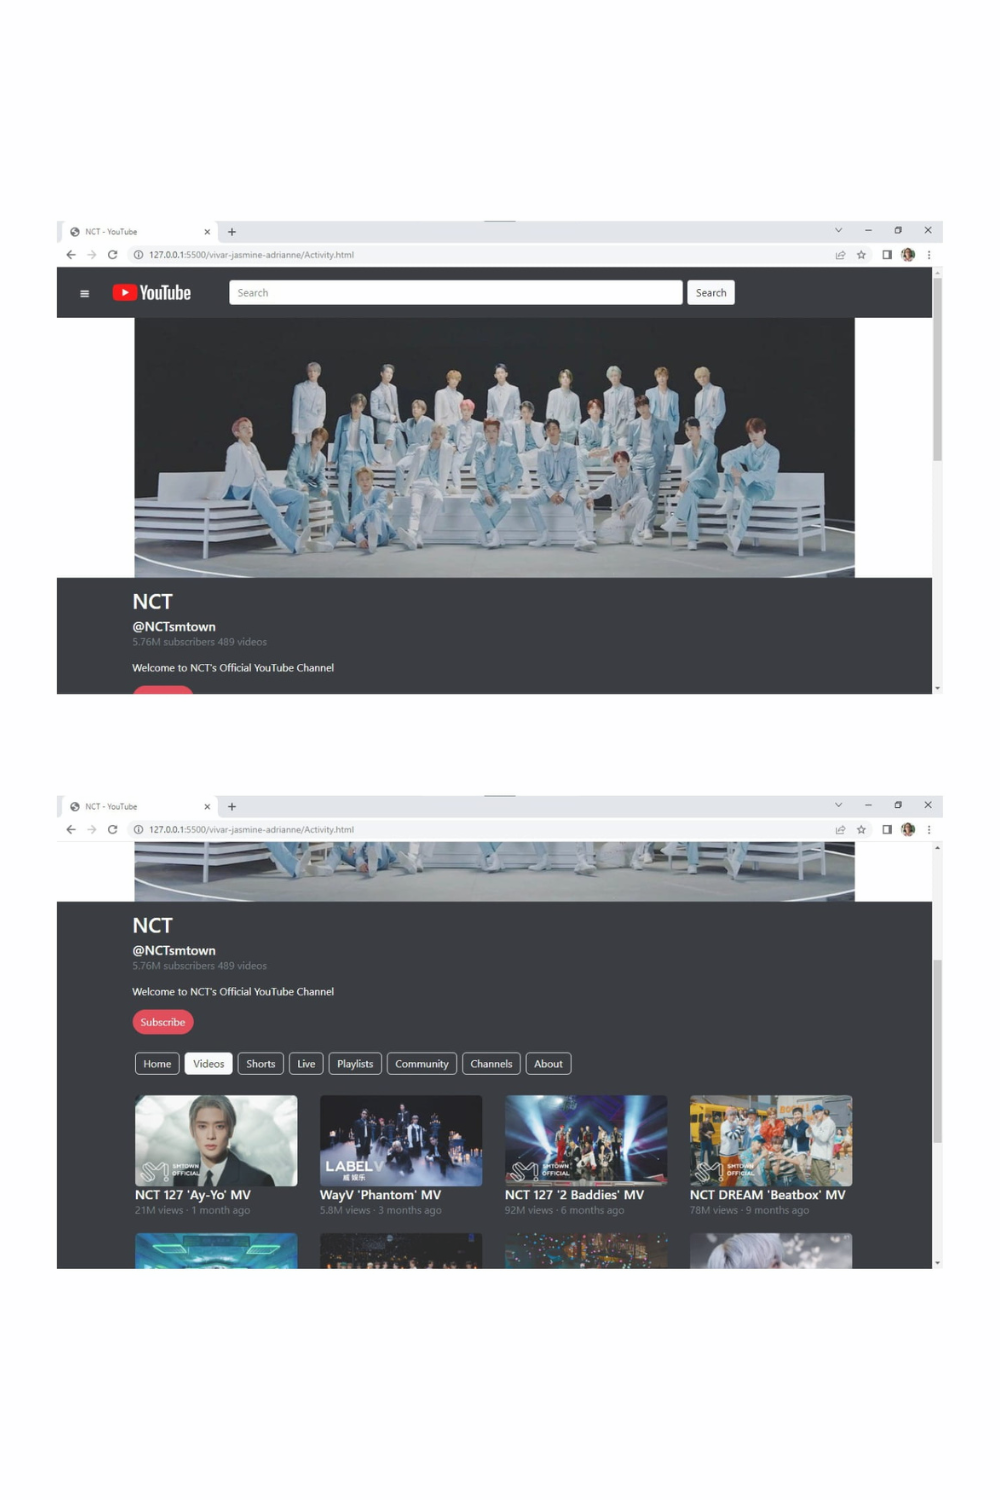 NCT - YouTube
127.0.0.1:5500/vivar-jasmine-adrianne/Activity.html
YouTube
Search
Search
NCT
@NCTsmtown
5.76M subscribers 489 videos
Welcome to NCT's Official YouTube Channel
NCT - YouTube
127.0.0.1:5500/vivar-jasmine-adrianne/Activity.html
NCT
@NCTsmtown
5.76M subscribers 489 videos
Welcome to NCT's Official YouTube Channel
Subscribe
Home Videos Shorts Live Playlists Community Channels About
SMTOWN OFFICIAL
LABELV
威 娱乐
SMTOWN OFFICIAL
SMTOWN OFFICIAL
NCT 127 'Ay-Yo' MV
21M views · 1 month ago
WayV 'Phantom' MV
5.8M views · 3 months ago
NCT 127 '2 Baddies' MV
92M views · 6 months ago
NCT DREAM 'Beatbox' MV
78M views · 9 months ago